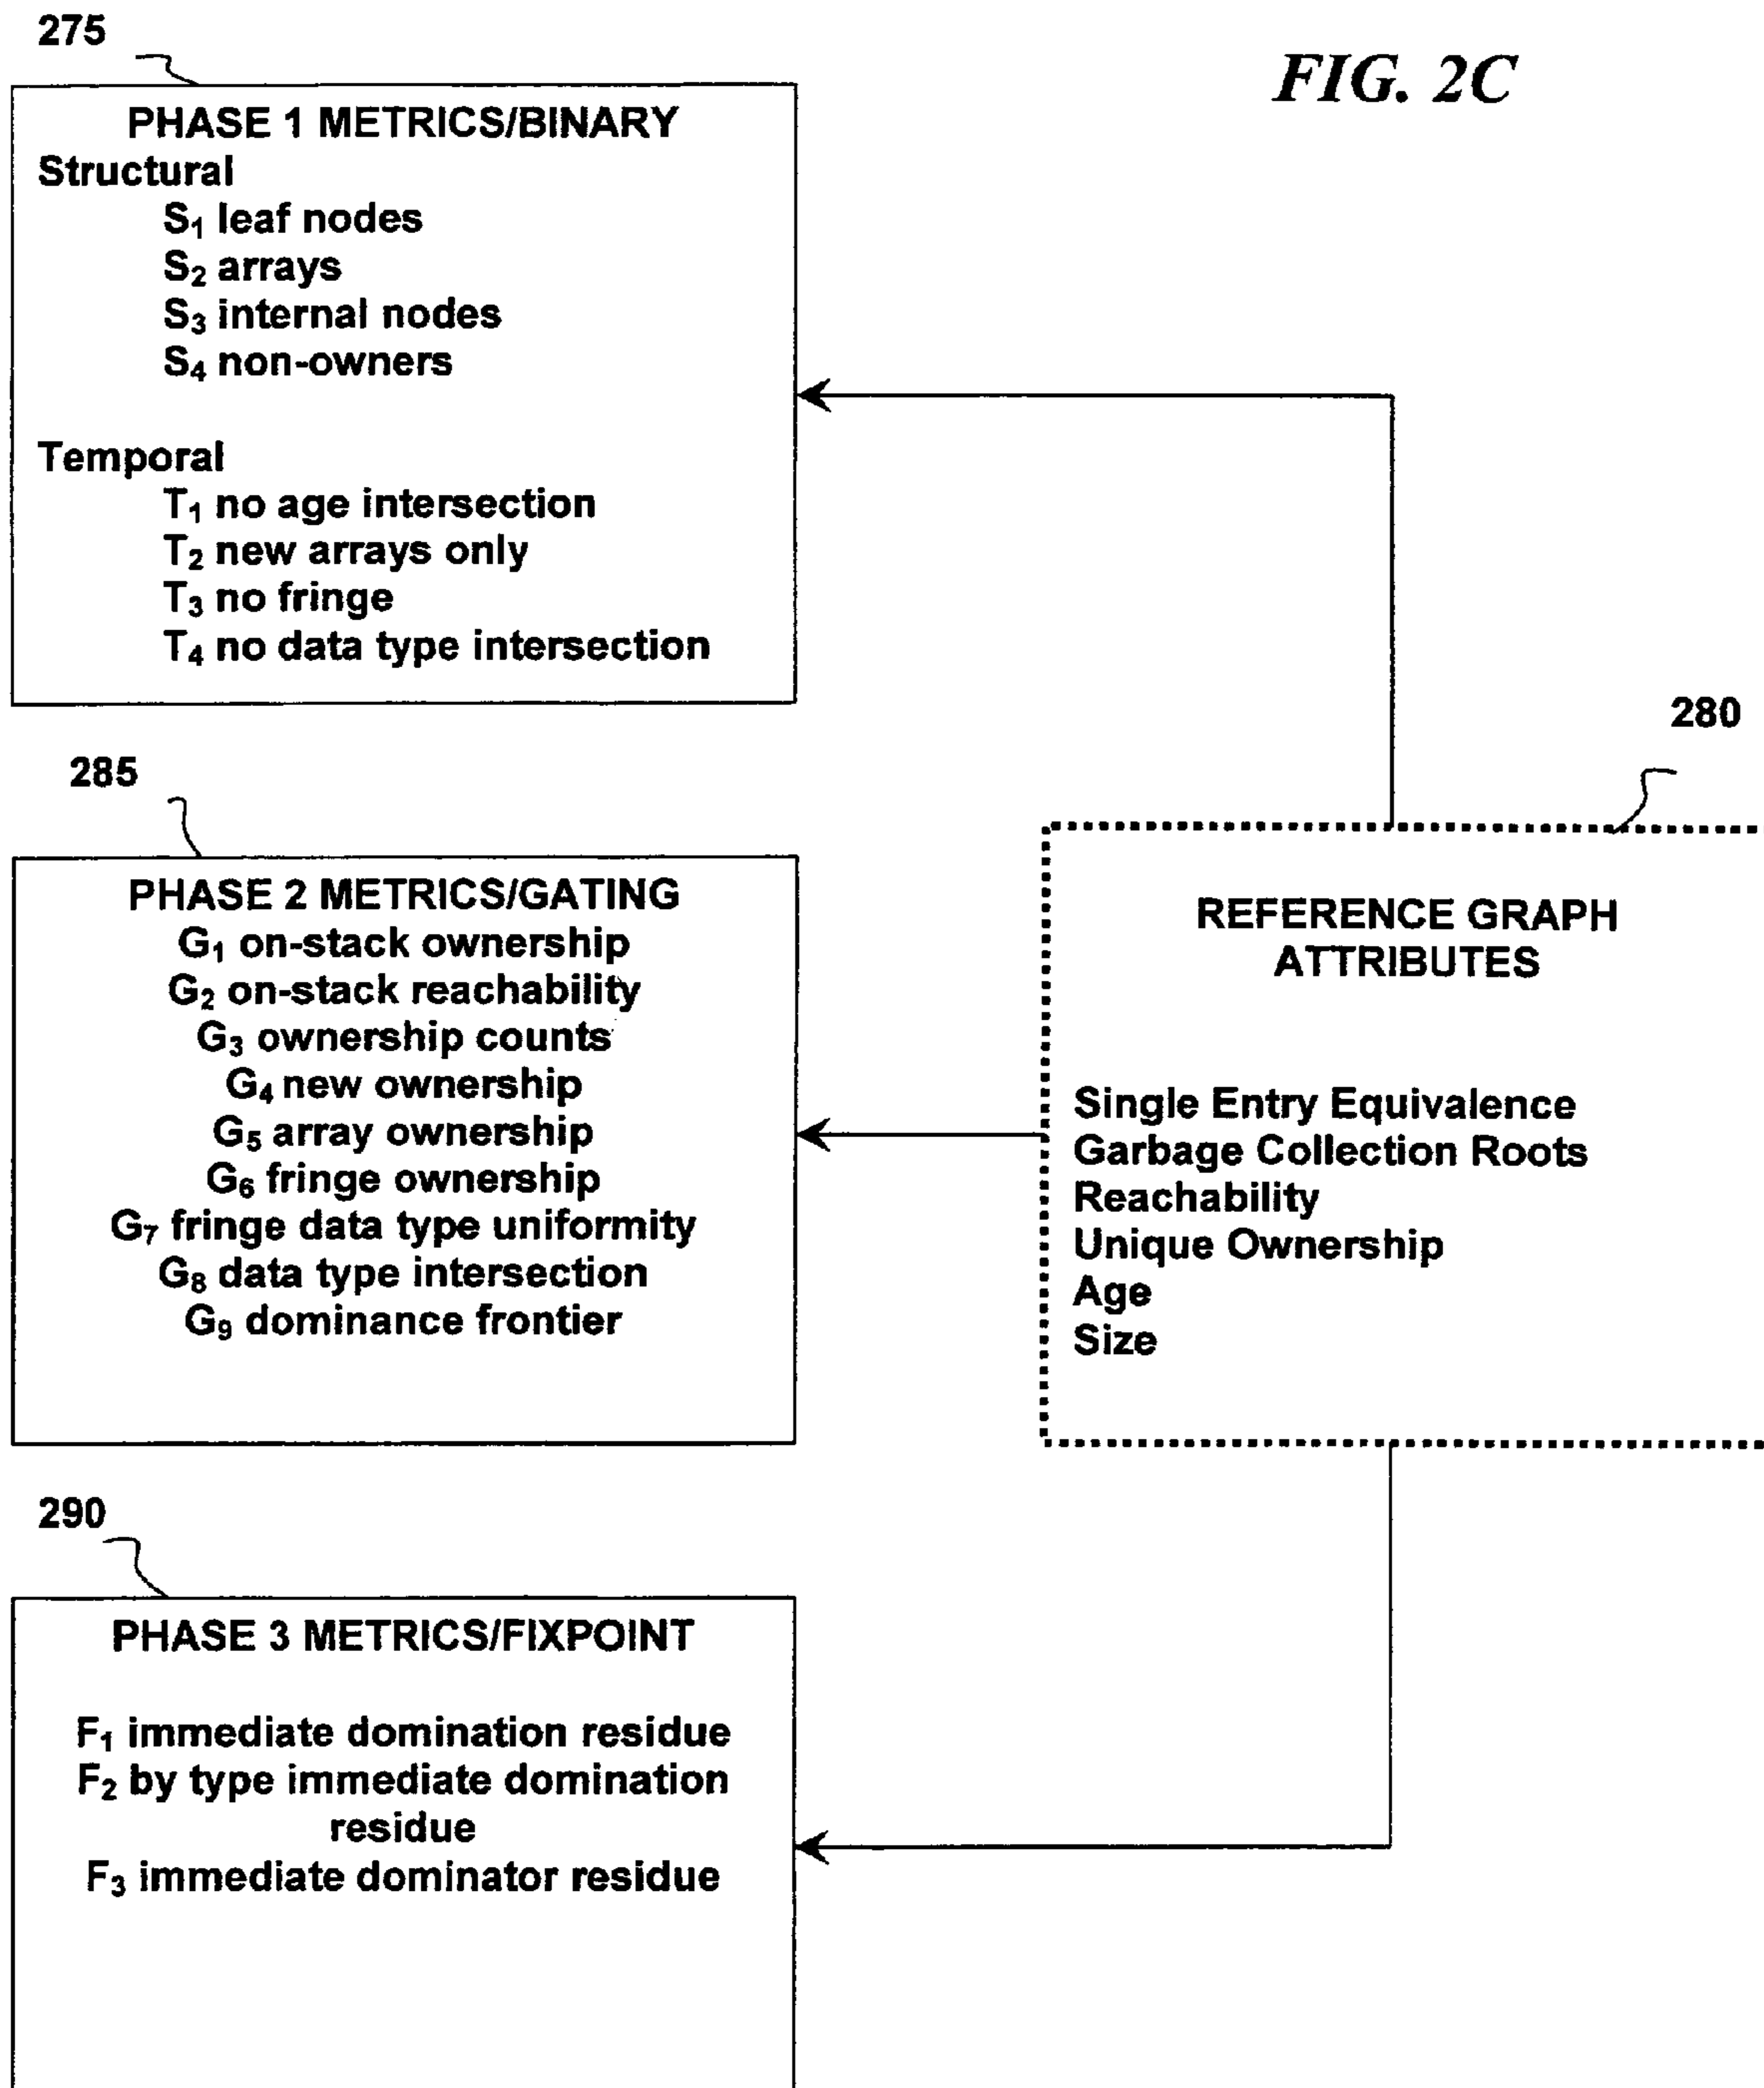 275
FIG. 2C
PHASE 1 METRICS/BINARY
Structural
S₁ leaf nodes
S₂ arrays
S₃ internal nodes
S₄ non-owners
Temporal
T₁ no age intersection
T₂ new arrays only
T₃ no fringe
T₄ no data type intersection
280
285
PHASE 2 METRICS/GATING
G₁ on-stack ownership
G₂ on-stack reachability
G₃ ownership counts
G₄ new ownership
G₅ array ownership
G₆ fringe ownership
G₇ fringe data type uniformity
G₈ data type intersection
G₉ dominance frontier
REFERENCE GRAPH
ATTRIBUTES
Single Entry Equivalence
Garbage Collection Roots
Reachability
Unique Ownership
Age
Size
290
PHASE 3 METRICS/FIXPOINT
F₁ immediate domination residue
F₂ by type immediate domination
residue
F₃ immediate dominator residue